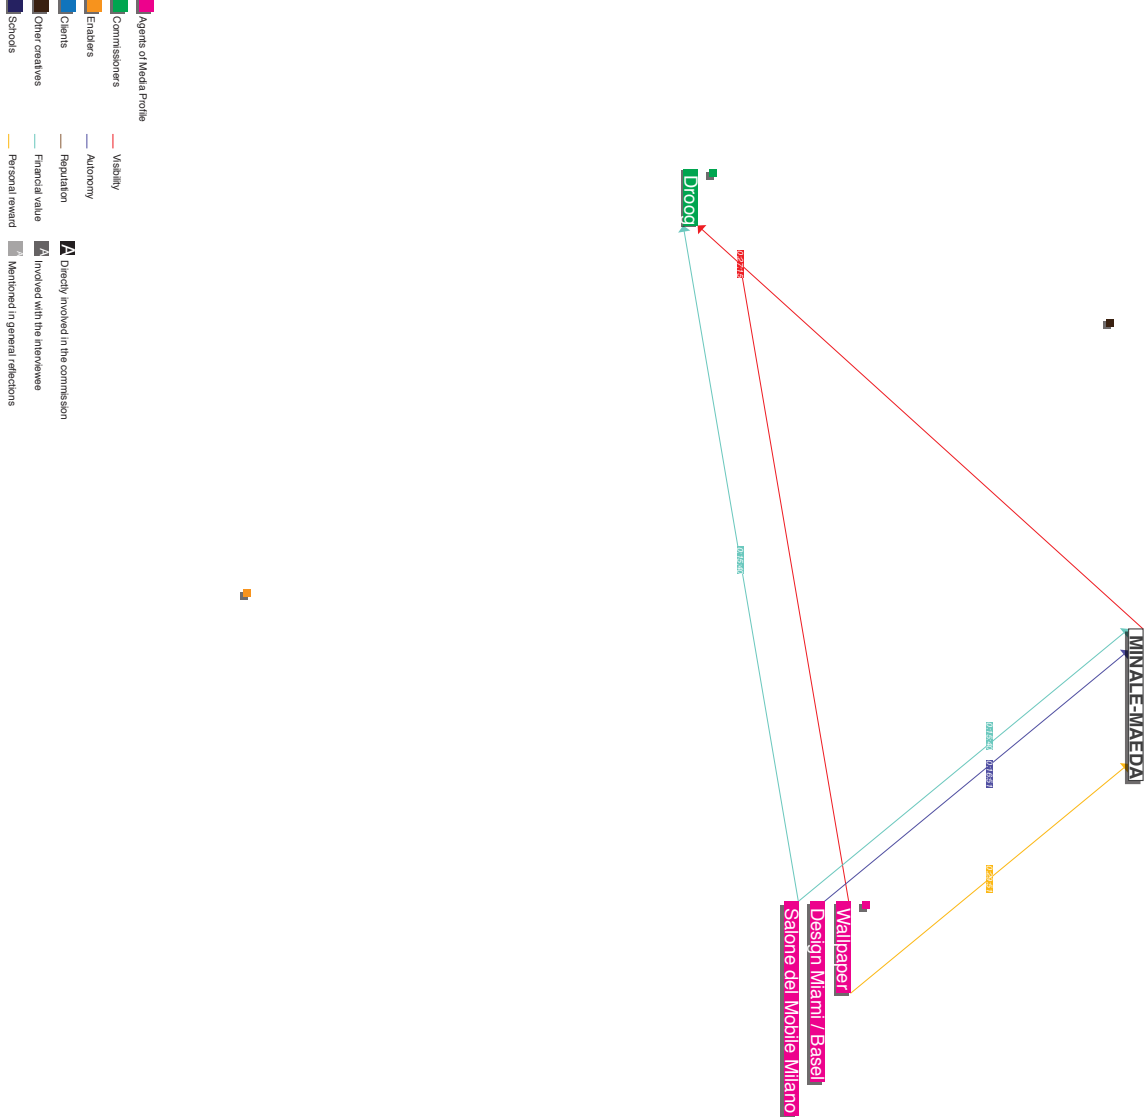 Agents of Media Profile
Commissioners
Enablers
Clients
Other creatives
Schools
Visibility
Autonomy
Reputation
Financial value
Personal reward
A Directly involved in the commission
A Involved with the interviewee
A Mentioned in general reflections
Droog
MINALE-MAEDA
Wallpaper
Design Miami / Basel
Salone del Mobile Milano